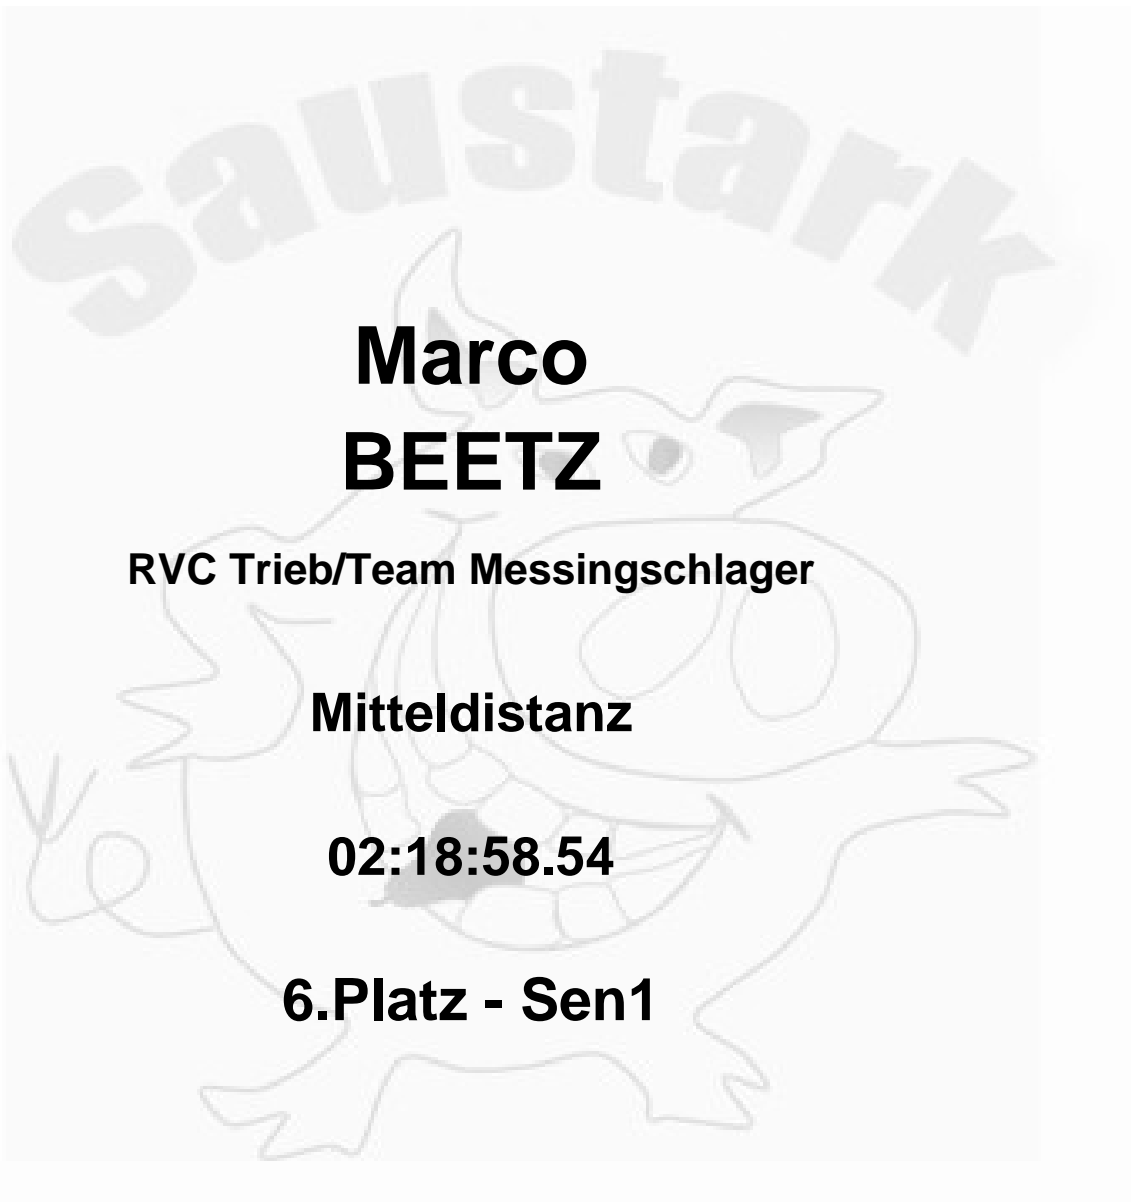 Saustark
Marco
BEETZ
RVC Trieb/Team Messingschlager
Mitteldistanz
02:18:58.54
6.Platz - Sen1